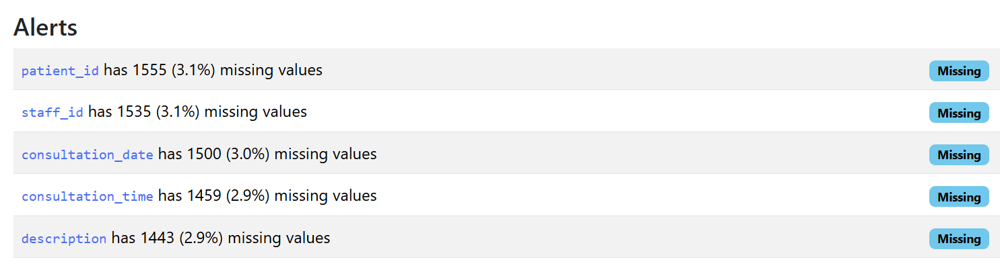 Alerts
patient_id has 1555 (3.1%) missing values Missing
staff_id has 1535 (3.1%) missing values Missing
consultation_date has 1500 (3.0%) missing values Missing
consultation_time has 1459 (2.9%) missing values Missing
description has 1443 (2.9%) missing values Missing